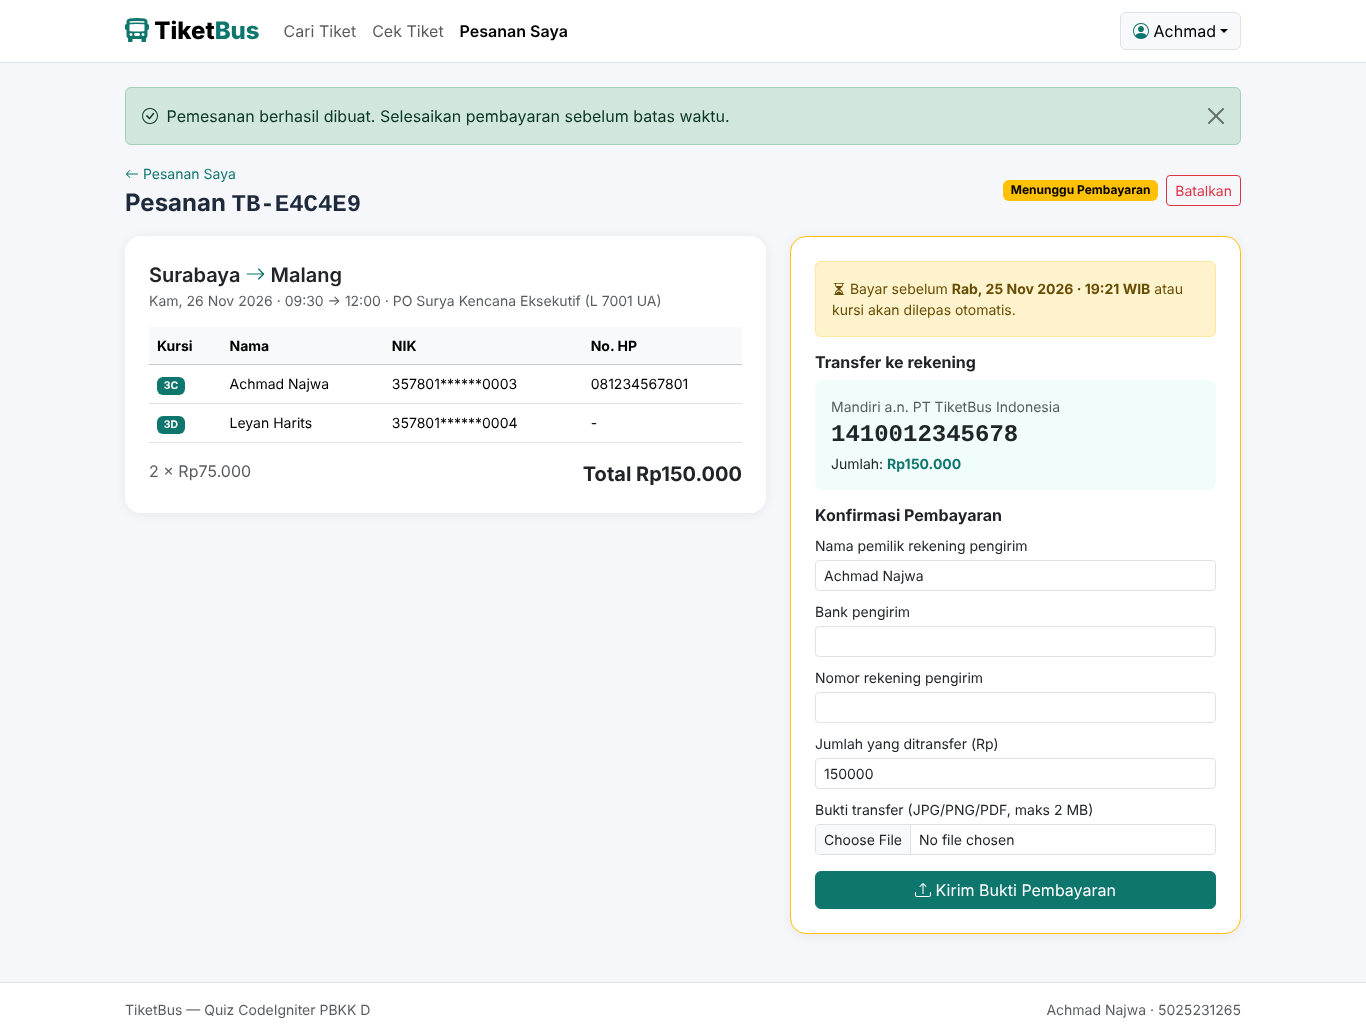 TiketBus Cari Tiket Cek Tiket Pesanan Saya Achmad
Pemesanan berhasil dibuat. Selesaikan pembayaran sebelum batas waktu.
← Pesanan Saya
Pesanan TB-E4C4E9
Menunggu Pembayaran Batalkan
Surabaya → Malang
Kam, 26 Nov 2026 · 09:30 → 12:00 · PO Surya Kencana Eksekutif (L 7001 UA)
Kursi Nama NIK No. HP
3C Achmad Najwa 357801******0003 081234567801
3D Leyan Harits 357801******0004 -
2 × Rp75.000 Total Rp150.000
Bayar sebelum Rab, 25 Nov 2026 · 19:21 WIB atau
kursi akan dilepas otomatis.
Transfer ke rekening
Mandiri a.n. PT TiketBus Indonesia
1410012345678
Jumlah: Rp150.000
Konfirmasi Pembayaran
Nama pemilik rekening pengirim
Achmad Najwa
Bank pengirim
Nomor rekening pengirim
Jumlah yang ditransfer (Rp)
150000
Bukti transfer (JPG/PNG/PDF, maks 2 MB)
Choose File No file chosen
Kirim Bukti Pembayaran
TiketBus — Quiz CodeIgniter PBKK D
Achmad Najwa · 5025231265